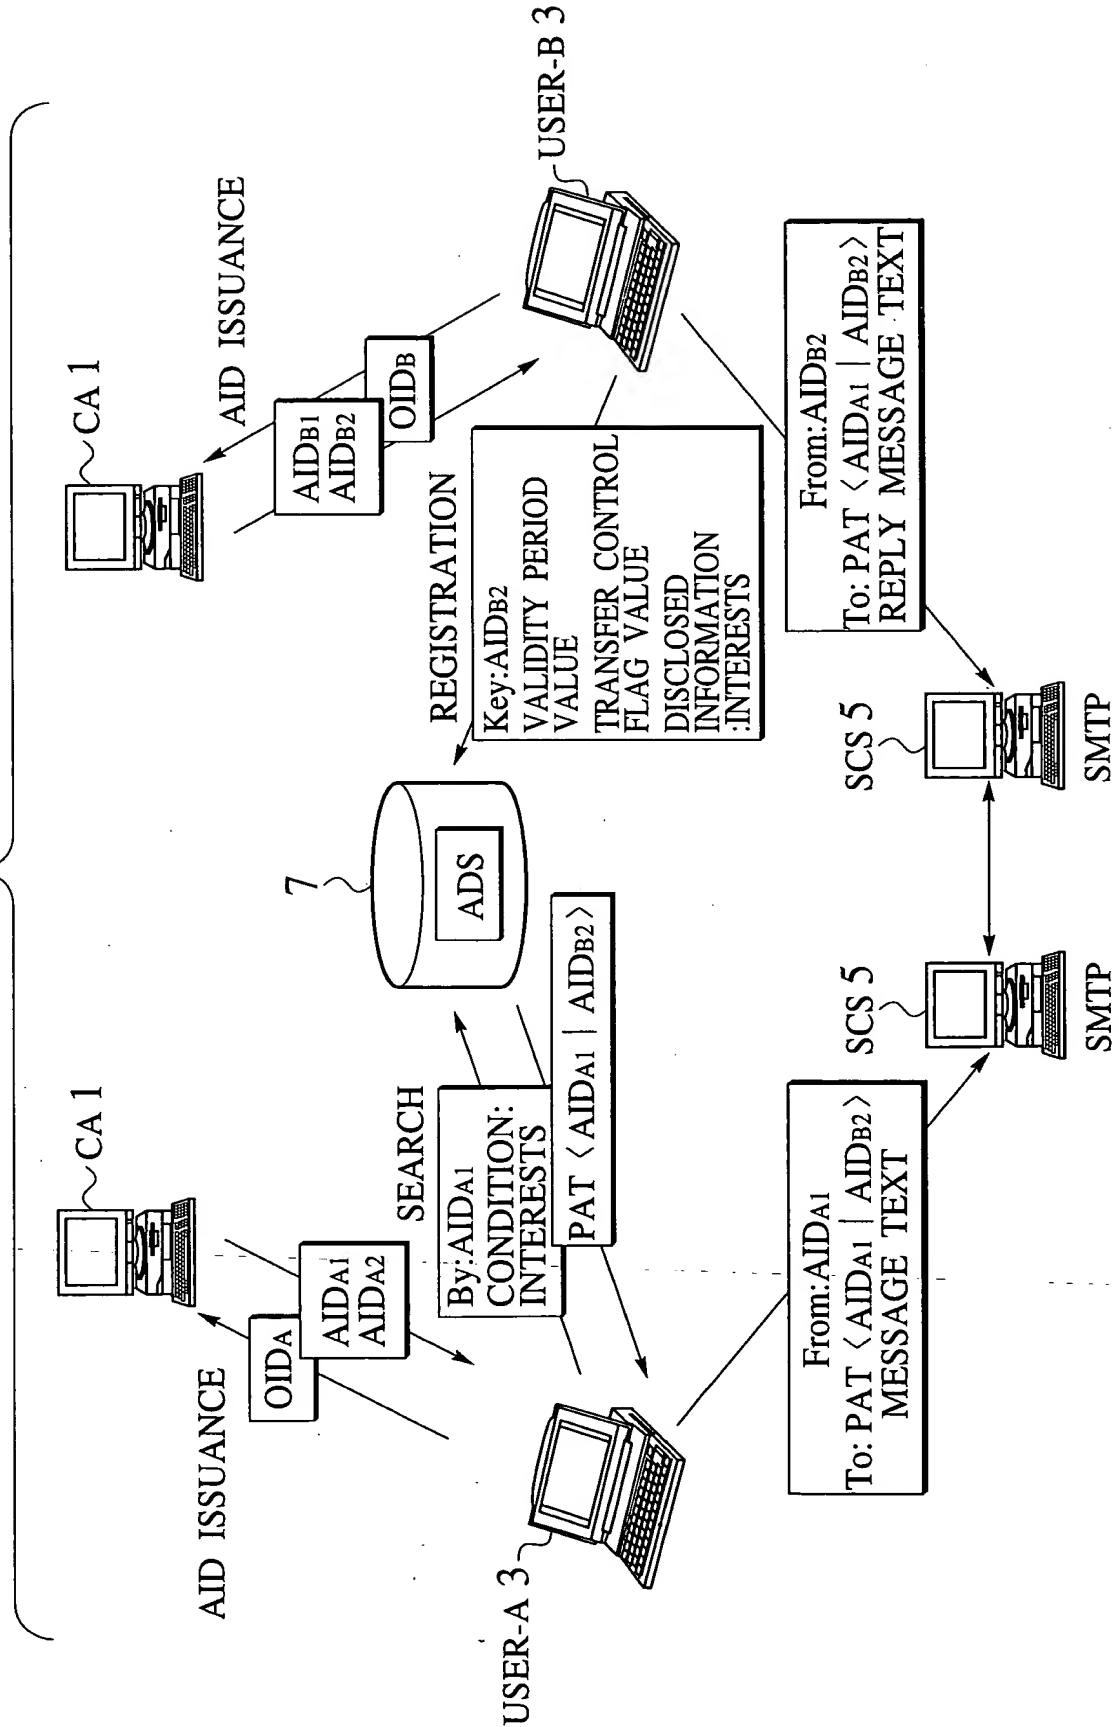 CA 1
AID ISSUANCE
OIDA
AIDA1
AIDA2
USER-A 3
SEARCH
By:AIDA1
CONDITION:
INTERESTS
PAT <AIDA1 | AIDB2>
7
ADS
CA 1
AID ISSUANCE
AIDB1
AIDB2
OIDB
USER-B 3
REGISTRATION
Key:AIDB2
VALIDITY PERIOD
VALUE
TRANSFER CONTROL
FLAG VALUE
DISCLOSED
INFORMATION
:INTERESTS
From:AIDA1
To: PAT <AIDA1 | AIDB2>
MESSAGE TEXT
SCS 5
SMTP
SCS 5
SMTP
From:AIDB2
To: PAT <AIDA1 | AIDB2>
REPLY MESSAGE TEXT